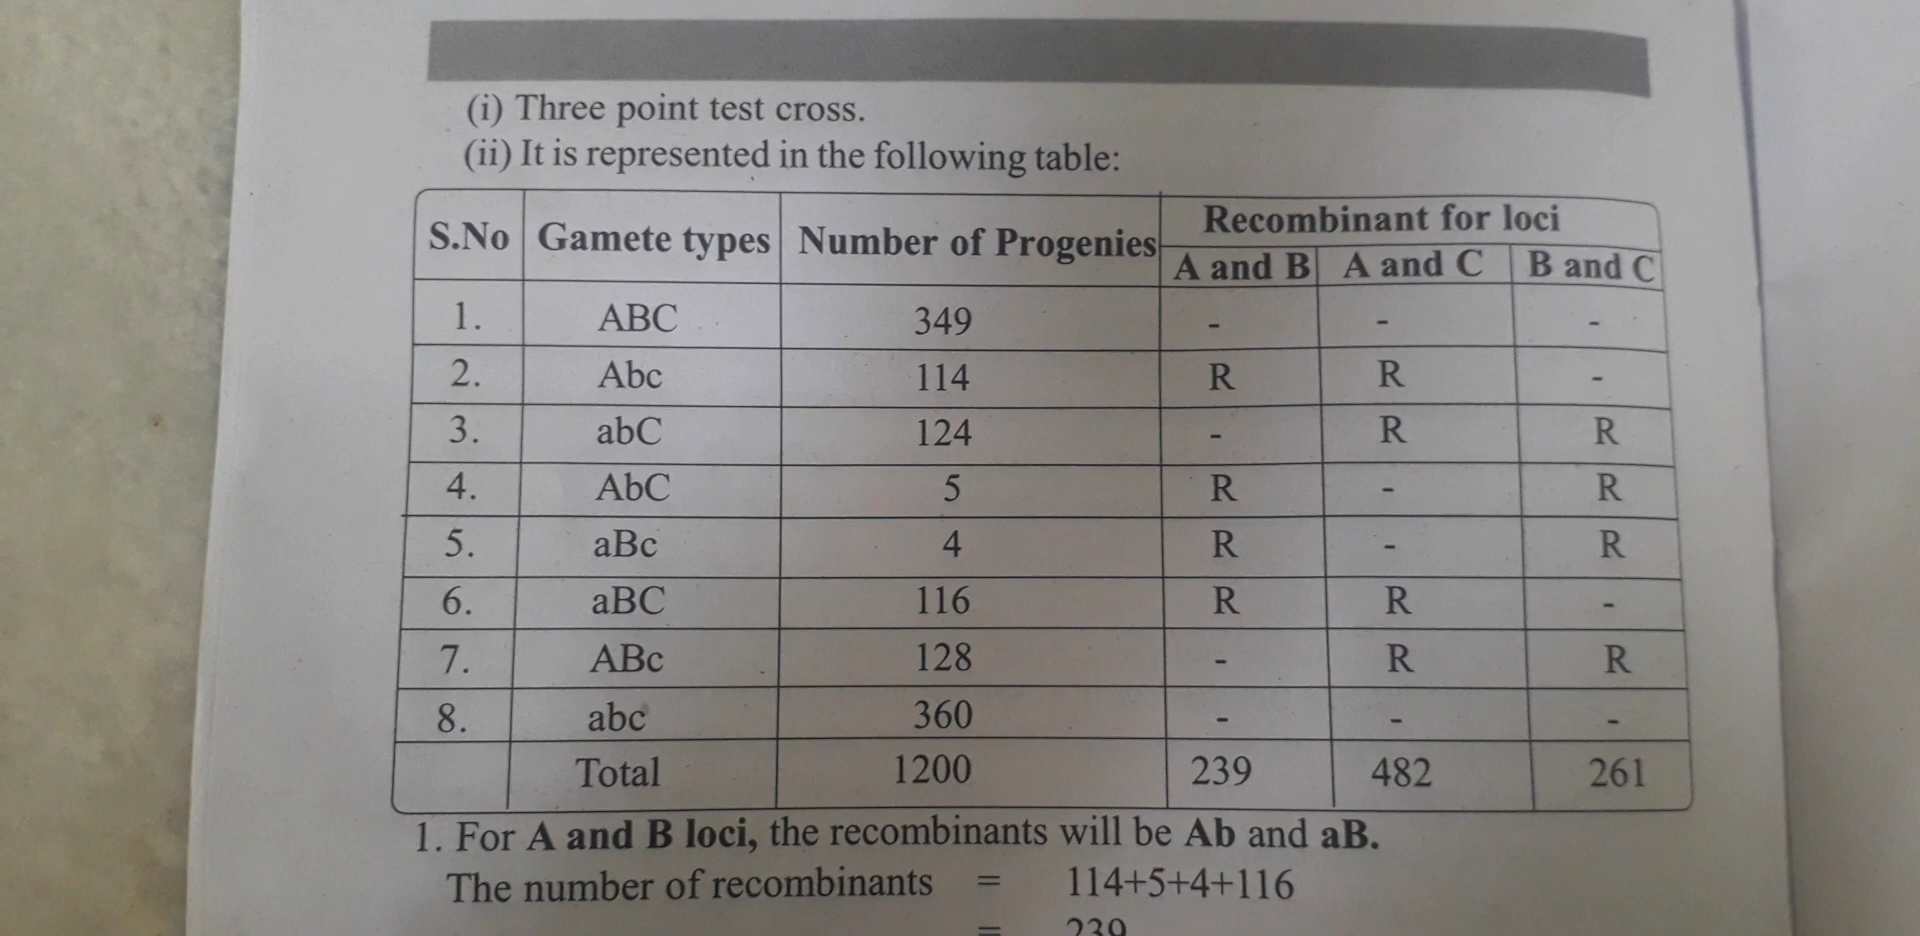 (i) Three point test cross.
(ii) It is represented in the following table:
S.No Gamete types Number of Progenies Recombinant for loci
A and B A and C B and C
1. ABC 349 - - -
2. Abc 114 R R -
3. abC 124 - R R
4. AbC 5 R - R
5. aBc 4 R - R
6. aBC 116 R R -
7. ABc 128 - R R
8. abc 360 - - -
Total 1200 239 482 261
1. For A and B loci, the recombinants will be Ab and aB.
The number of recombinants = 114+5+4+116
= 239